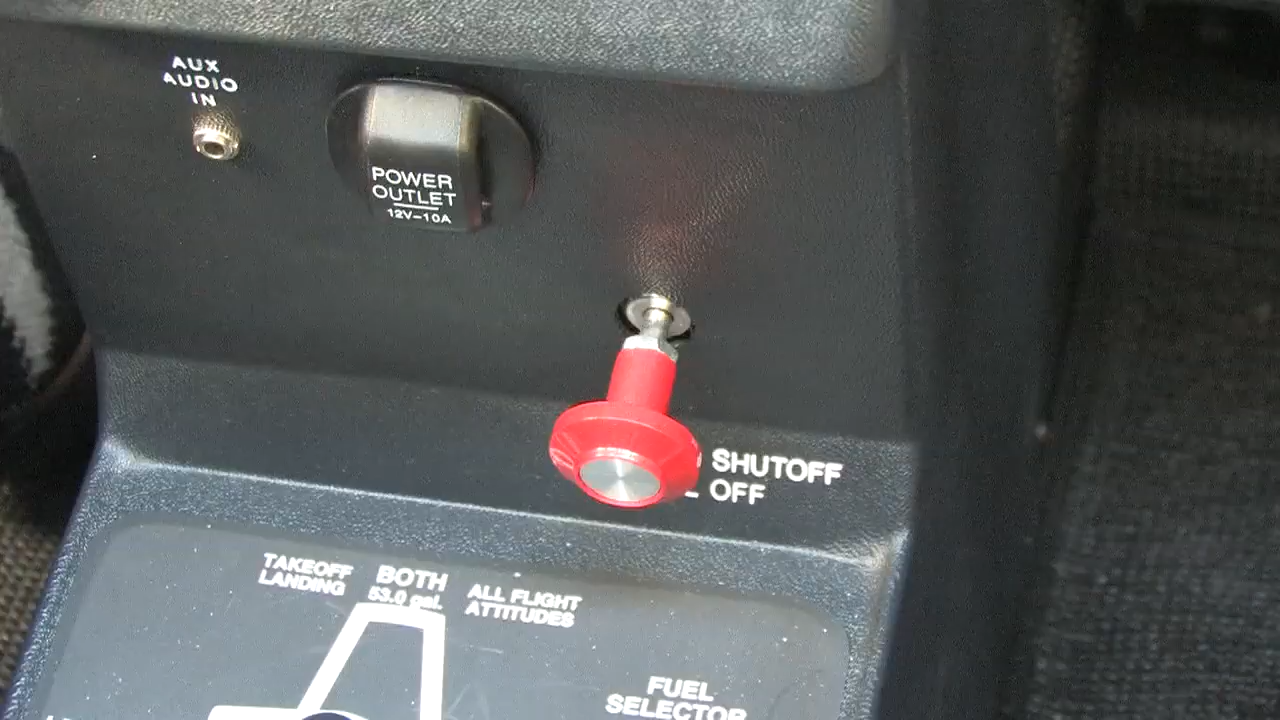 AUX
AUDIO
IN
POWER
OUTLET
12V-10A
SHUTOFF
OFF
TAKEOFF
LANDING
BOTH
53.0 gal.
ALL FLIGHT
ATTITUDES
FUEL
SELECTOR